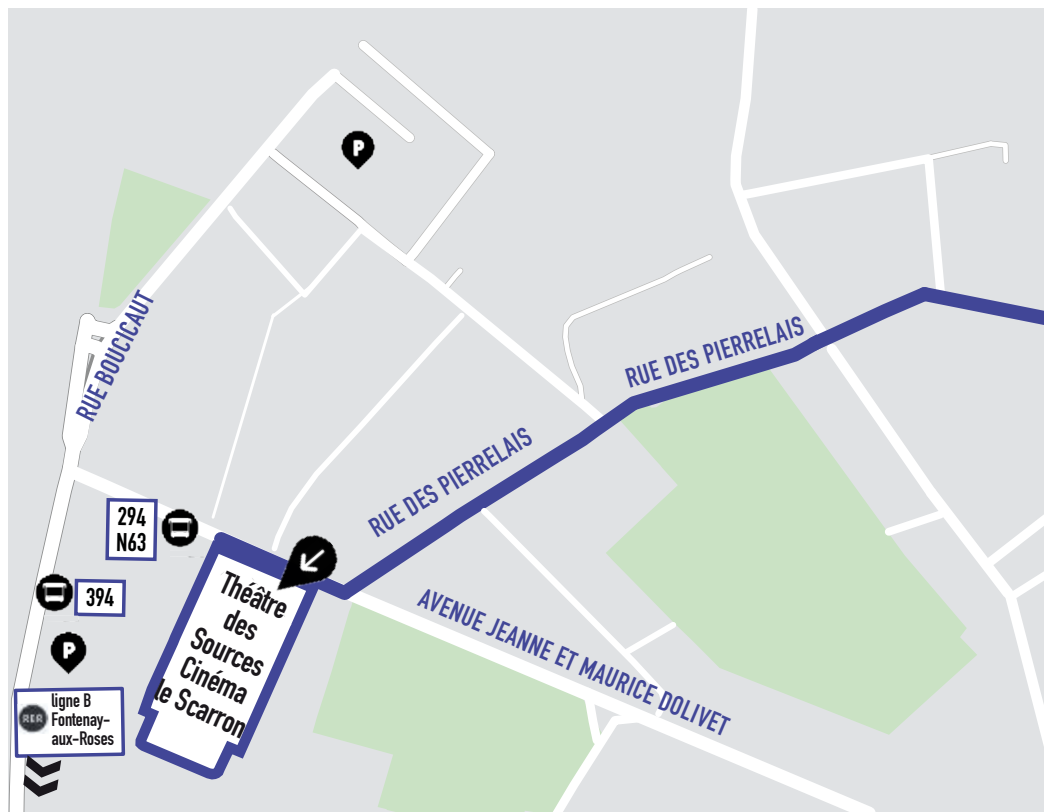 P
RUE BOUCICAUT
RUE DES PIERRELAIS
RUE DES PIERRELAIS
294
N63
394
Théâtre
des
Sources
Cinéma
le Scarron
AVENUE JEANNE ET MAURICE DOLIVET
P
RER
ligne B
Fontenay-
aux-Roses